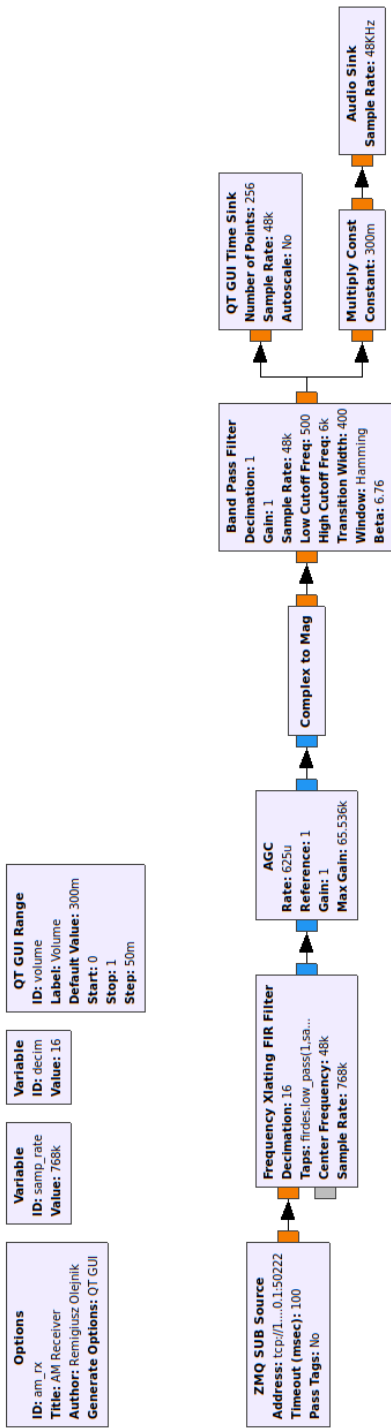 Options
ID: am_rx
Title: AM Receiver
Author: Remigiusz Olejnik
Generate Options: QT GUI
Variable
ID: samp_rate
Value: 768k
Variable
ID: decim
Value: 16
QT GUI Range
ID: volume
Label: Volume
Default Value: 300m
Start: 0
Stop: 1
Step: 50m
ZMQ SUB Source
Address: tcp://1....0.1:50222
Timeout (msec): 100
Pass Tags: No
Frequency Xlating FIR Filter
Decimation: 16
Taps: firdes.low_pass(1,sa...
Center Frequency: 48k
Sample Rate: 768k
AGC
Rate: 625u
Reference: 1
Gain: 1
Max Gain: 65.536k
Complex to Mag
Band Pass Filter
Decimation: 1
Gain: 1
Sample Rate: 48k
Low Cutoff Freq: 500
High Cutoff Freq: 6k
Transition Width: 400
Window: Hamming
Beta: 6.76
QT GUI Time Sink
Number of Points: 256
Sample Rate: 48k
Autoscale: No
Multiply Const
Constant: 300m
Audio Sink
Sample Rate: 48KHz